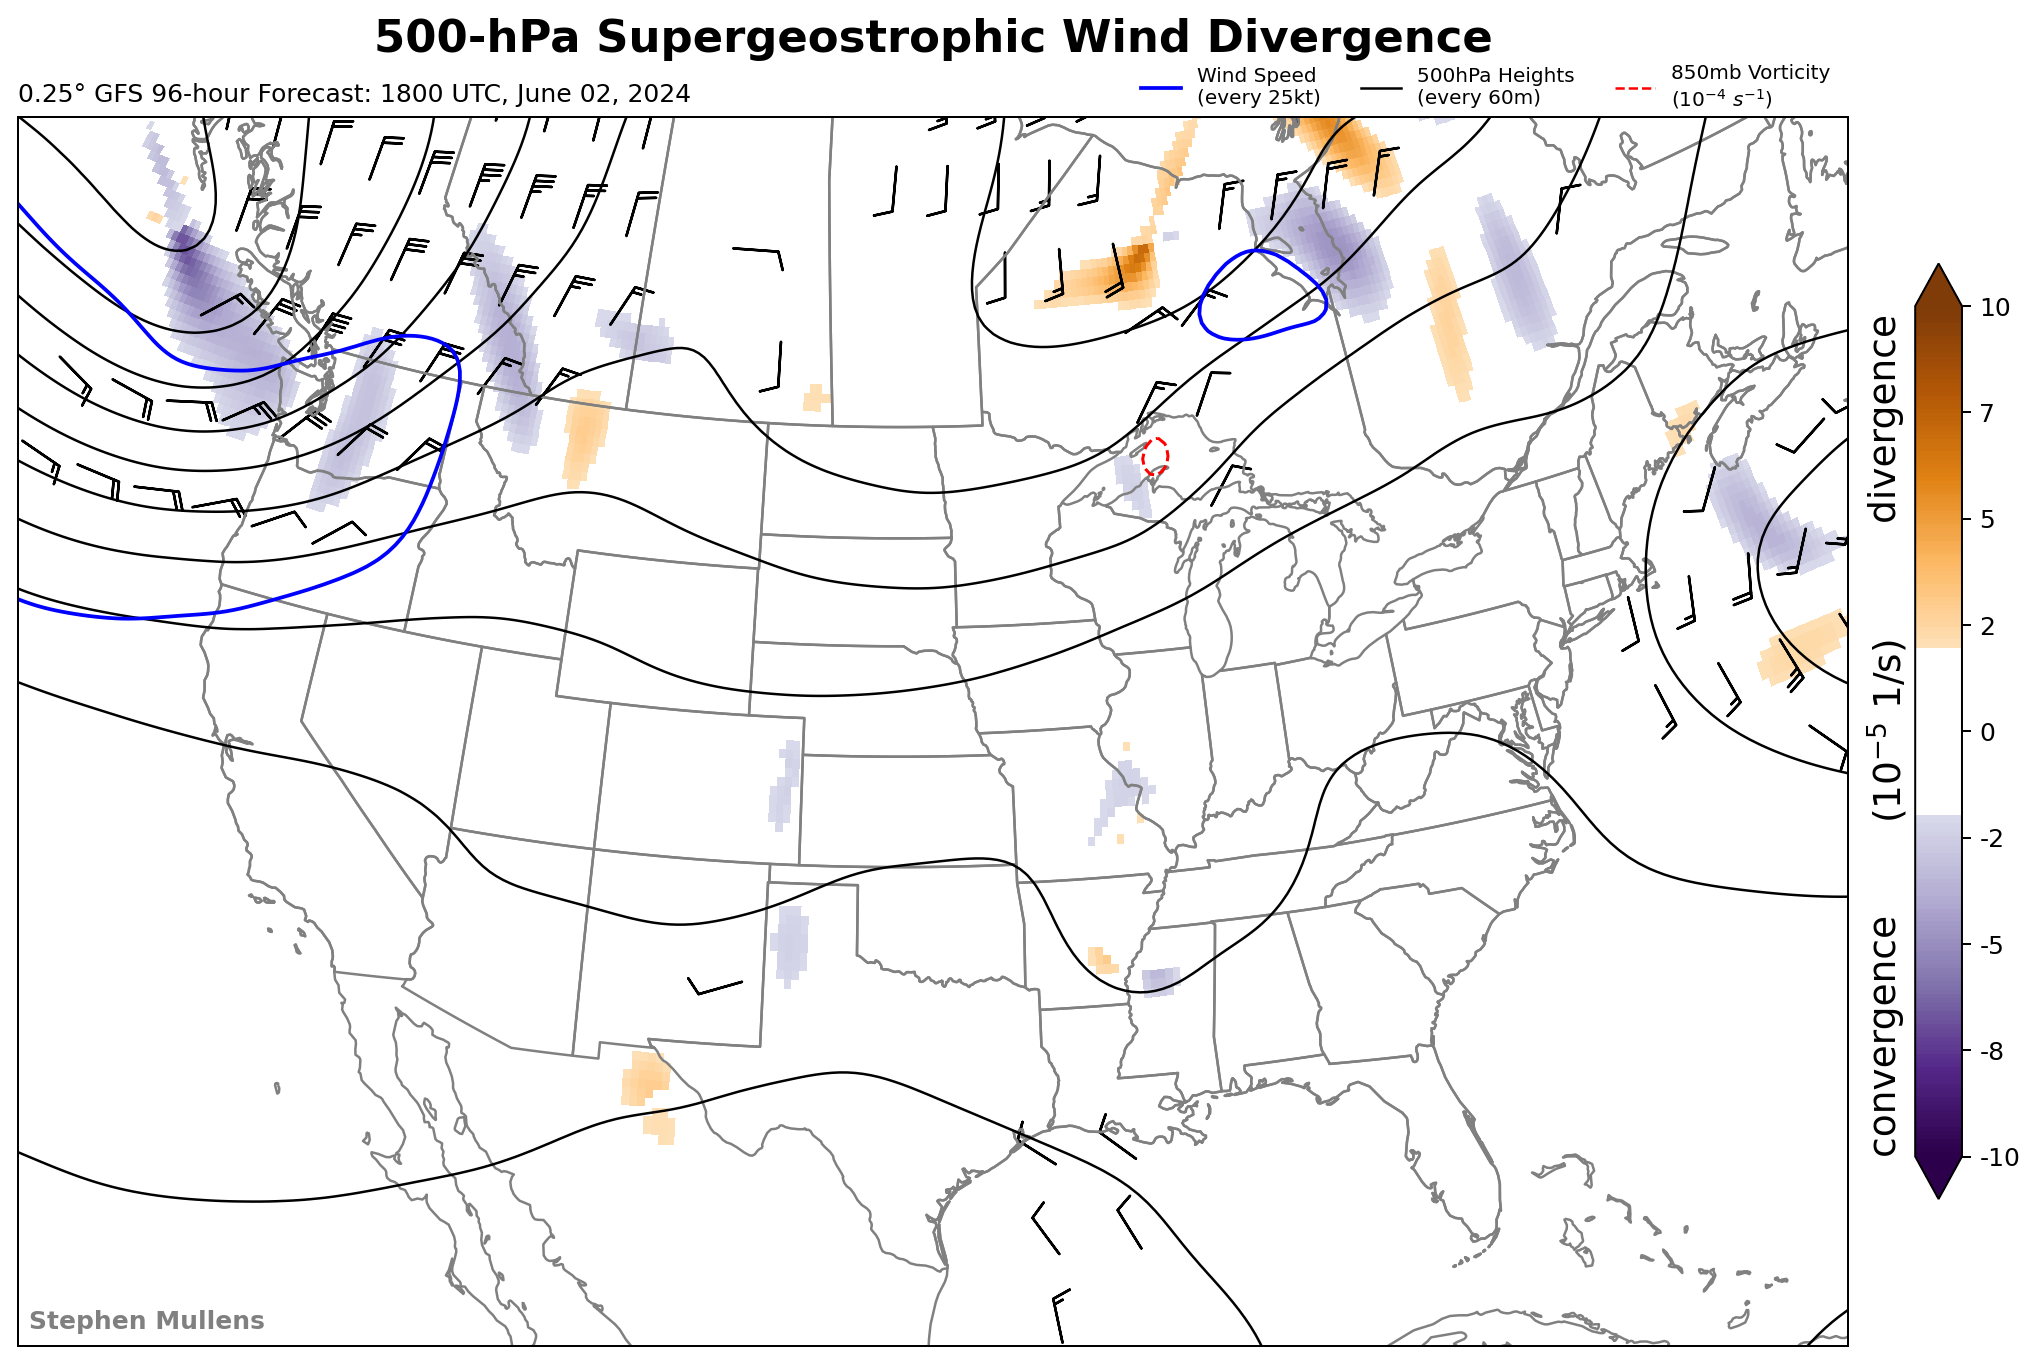 500-hPa Supergeostrophic Wind Divergence
0.25° GFS 96-hour Forecast: 1800 UTC, June 02, 2024
Wind Speed
(every 25kt)
500hPa Heights
(every 60m)
850mb Vorticity
(10⁻⁴ s⁻¹)
10
7
5
2
0
-2
-5
-8
-10
convergence (10⁻⁵ 1/s) divergence
Stephen Mullens